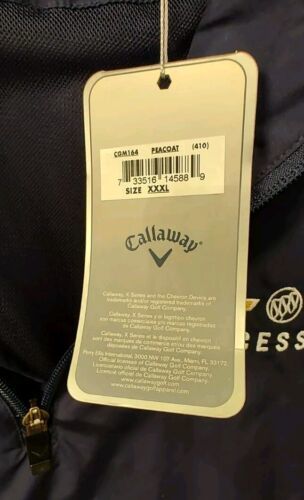 CGM164 PEACOAT (410)
7 33516 14588 9
SIZE XXXL
Callaway
Callaway, X Series and the Chevron Device are
trademarks and/or registered trademarks of
Callaway Golf Company.
Callaway, X Series y el
son marcas comerciales y/o marcas registradas
de Callaway Golf Company.
Callaway, X Series et le dispositif en chevron
sont des marques de commerce et/ou des marques
déposées de Callaway Golf Company.
Perry Ellis International, 3000 NW 107 Ave, Miami, FL 33172
Official licensee of Callaway Golf Company.
Licenciatario oficial de Callaway Golf Company.
Licencié officiel de Callaway Golf Company.
www.callawaygolf.com
www.callawaygolfapparel.com
ESS